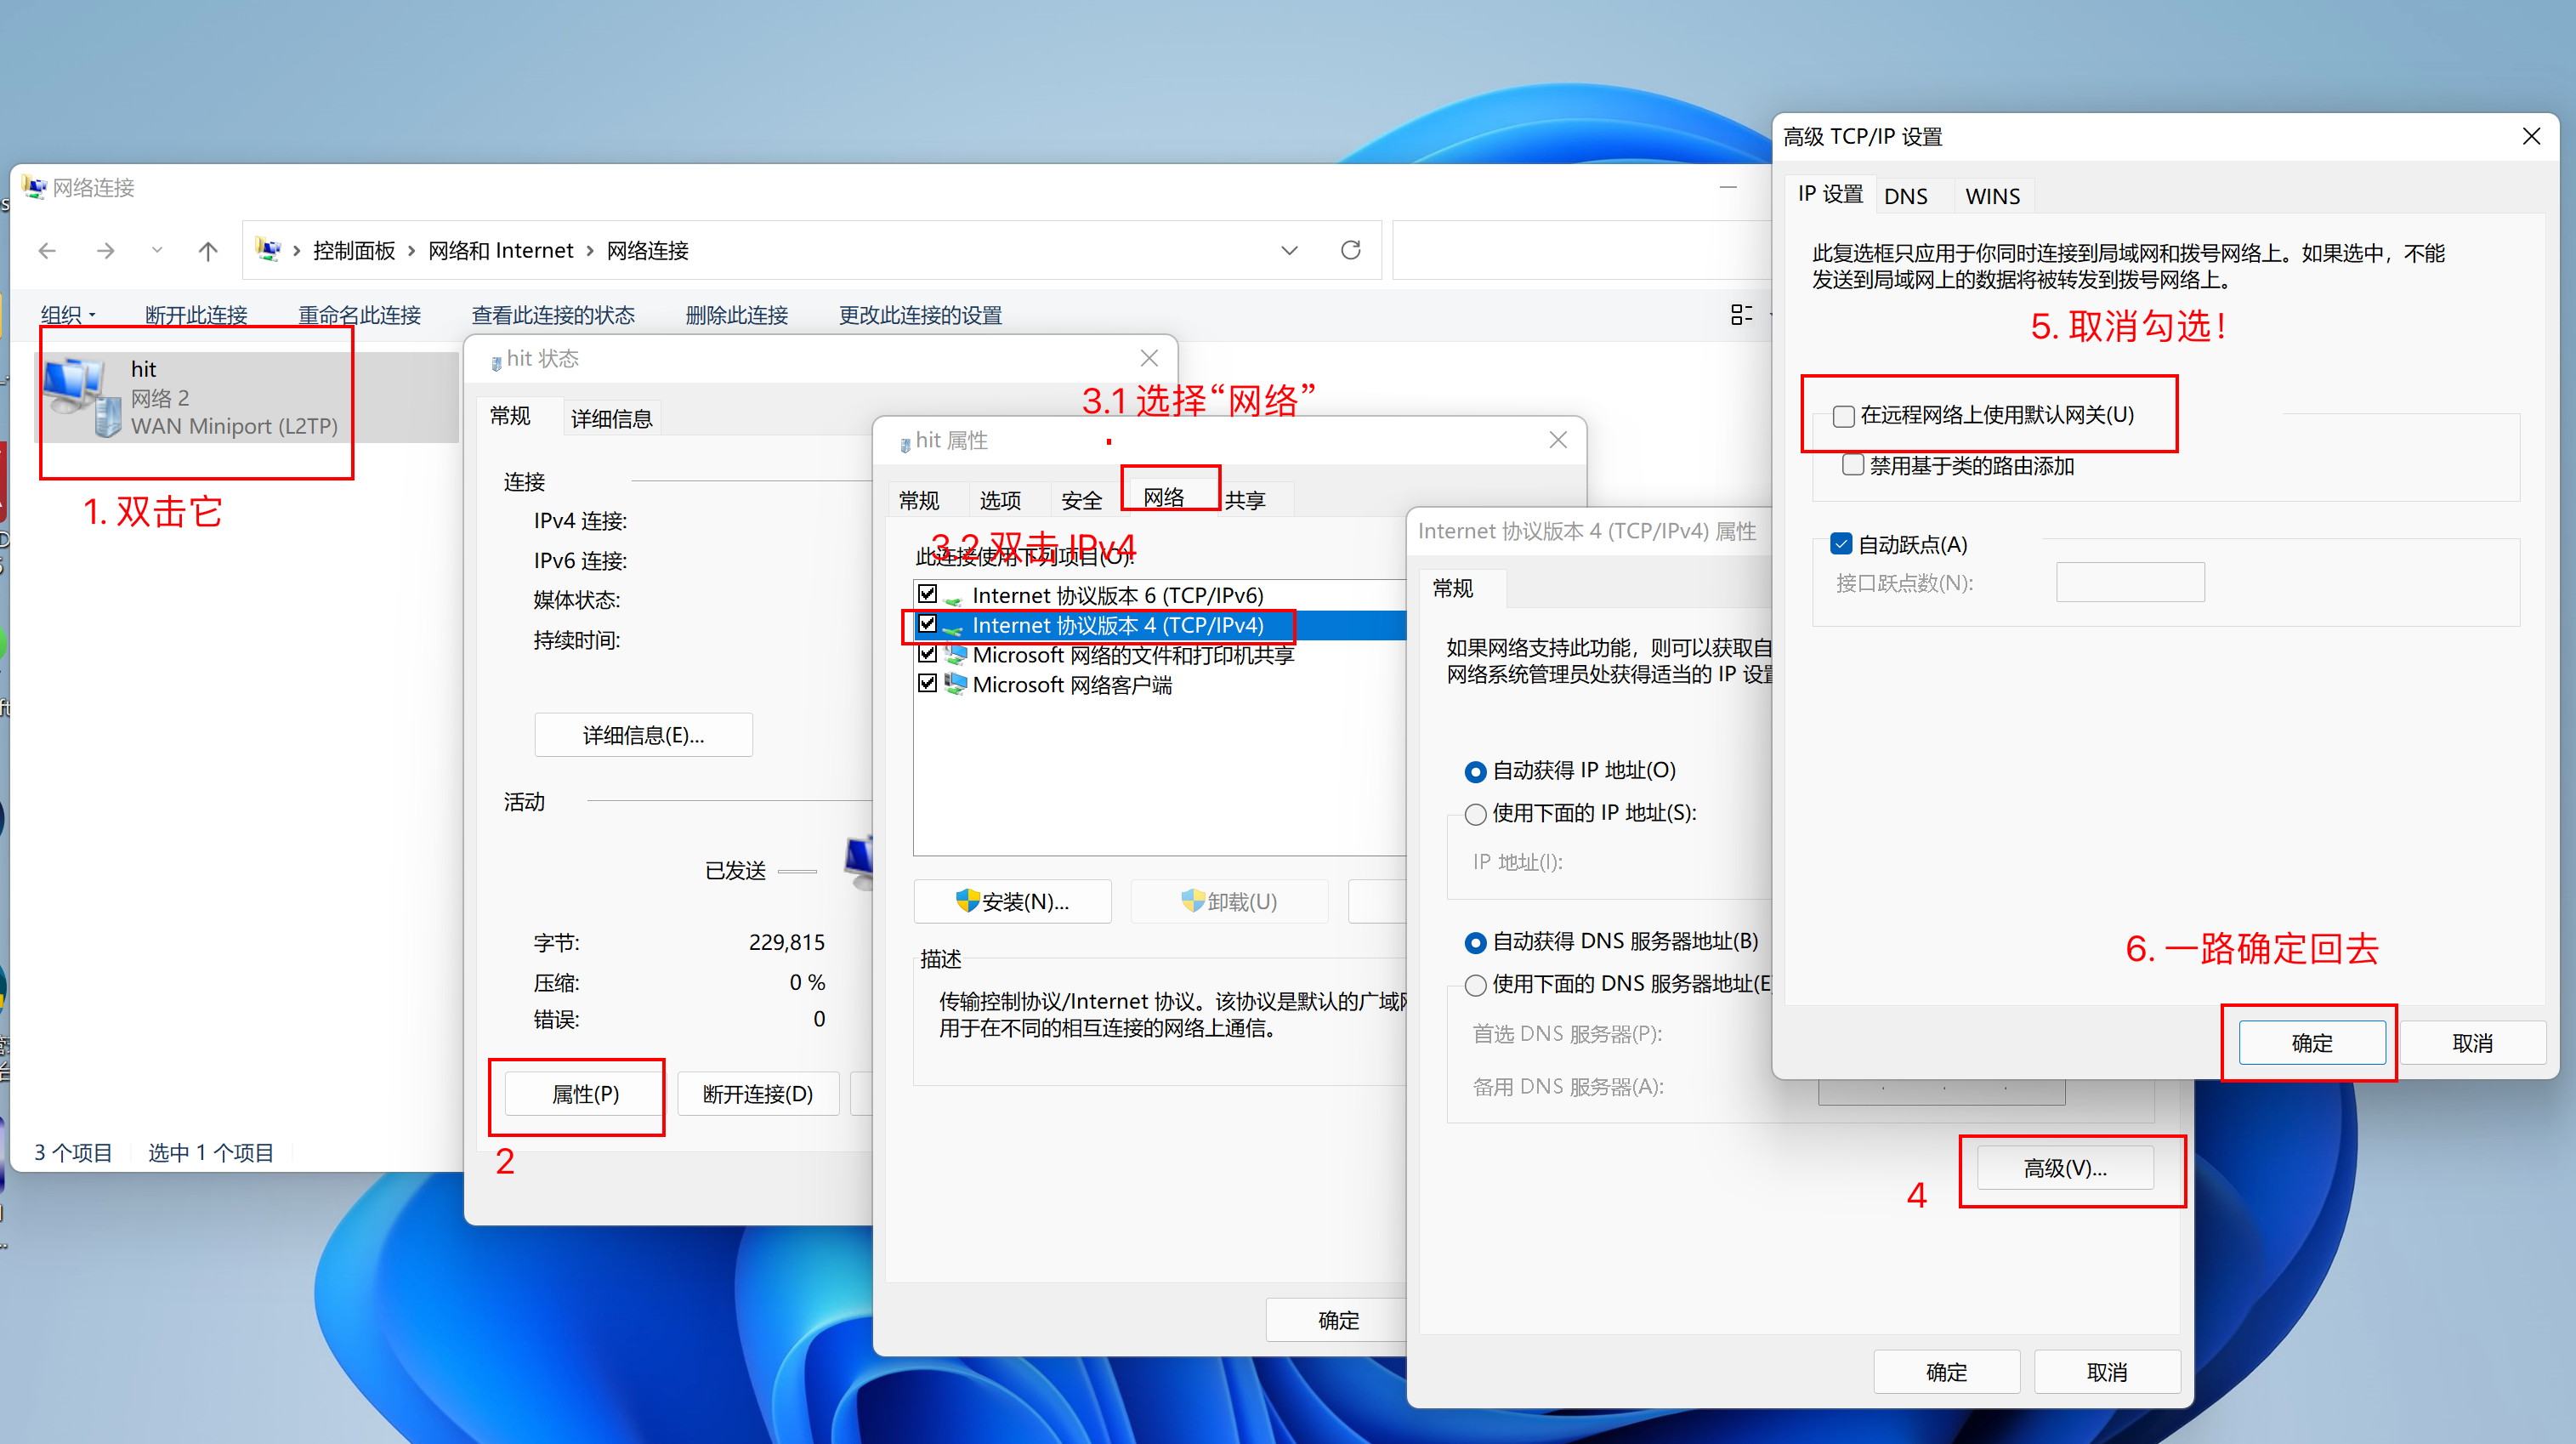 网络连接
控制面板 › 网络和 Internet › 网络连接
组织
断开此连接
重命名此连接
查看此连接的状态
删除此连接
更改此连接的设置
hit
网络 2
WAN Miniport (L2TP)
1. 双击它
3 个项目
选中 1 个项目
hit 状态
常规
详细信息
连接
IPv4 连接:
IPv6 连接:
媒体状态:
持续时间:
详细信息(E)...
活动
已发送
字节:
229,815
压缩:
0 %
错误:
0
属性(P)
断开连接(D)
2
3.1 选择“网络”
hit 属性
常规
选项
安全
网络
共享
3.2 双击 IPv4
此连接使用下列项目(O):
Internet 协议版本 6 (TCP/IPv6)
Internet 协议版本 4 (TCP/IPv4)
Microsoft 网络的文件和打印机共享
Microsoft 网络客户端
安装(N)...
卸载(U)
描述
传输控制协议/Internet 协议。该协议是默认的广域
用于在不同的相互连接的网络上通信。
确定
Internet 协议版本 4 (TCP/IPv4) 属性
常规
如果网络支持此功能，则可以获取自
网络系统管理员处获得适当的 IP 设
自动获得 IP 地址(O)
使用下面的 IP 地址(S):
IP 地址(I):
自动获得 DNS 服务器地址(B)
使用下面的 DNS 服务器地址(E
首选 DNS 服务器(P):
备用 DNS 服务器(A):
高级(V)...
4
确定
取消
高级 TCP/IP 设置
IP 设置
DNS
WINS
此复选框只应用于你同时连接到局域网和拨号网络上。如果选中，不能
发送到局域网上的数据将被转发到拨号网络上。
5. 取消勾选！
在远程网络上使用默认网关(U)
禁用基于类的路由添加
自动跃点(A)
接口跃点数(N):
6. 一路确定回去
确定
取消